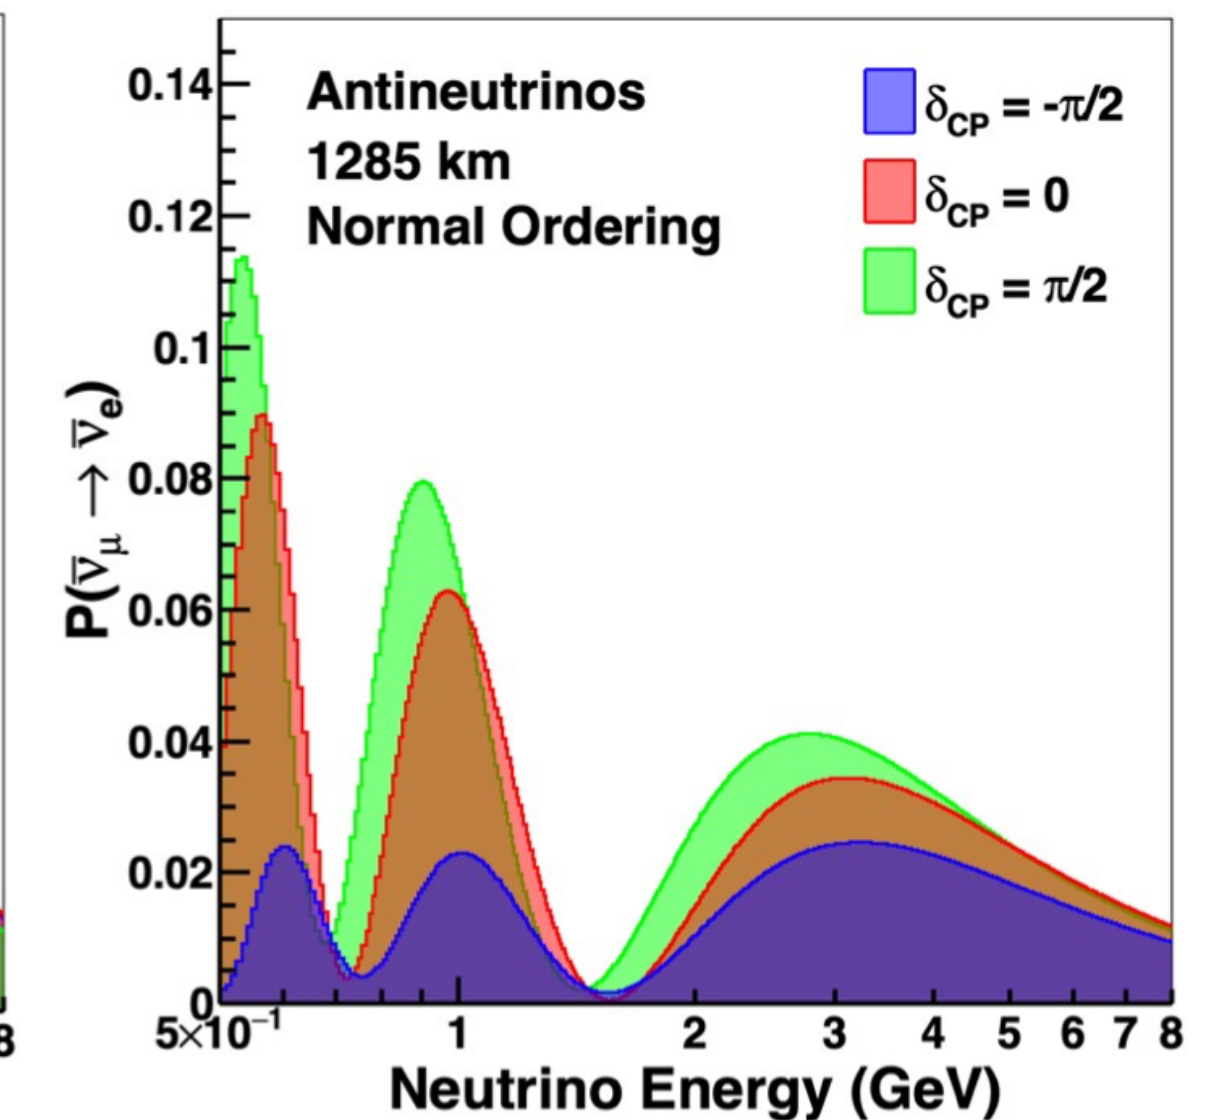 Antineutrinos
1285 km
Normal Ordering
δCP = -π/2
δCP = 0
δCP = π/2
P(ν̅μ → ν̅e)
0.14
0.12
0.1
0.08
0.06
0.04
0.02
0
8
5×10⁻¹
1
2
3
4
5
6
7
8
Neutrino Energy (GeV)